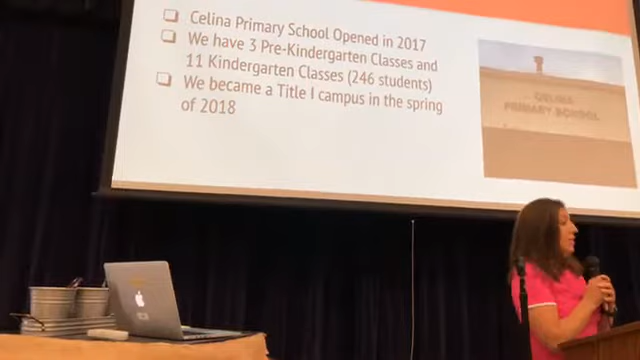 Celina Primary School Opened in 2017
We have 3 Pre-Kindergarten Classes and
11 Kindergarten Classes (246 students)
We became a Title I campus in the spring
of 2018
CELINA
PRIMARY SCHOOL